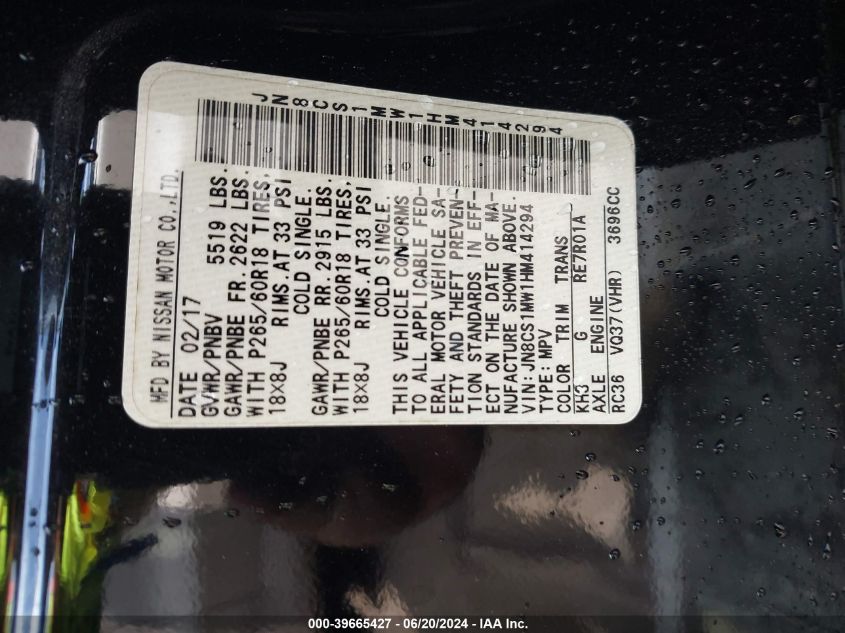 JN8CS1MW1HM414294
MFD BY NISSAN MOTOR CO.,LTD.
DATE 02/17
GVWR/PNBV 5519 LBS.
GAWR/PNBE FR. 2622 LBS.
WITH P265/60R18 TIRES,
18X8J RIMS AT 33 PSI
COLD SINGLE.
GAWR/PNBE RR. 2915 LBS.
WITH P265/60R18 TIRES,
18X8J RIMS AT 33 PSI
COLD SINGLE.
THIS VEHICLE CONFORMS
TO ALL APPLICABLE FED-
ERAL MOTOR VEHICLE SA-
FETY AND THEFT PREVEN-
TION STANDARDS IN EFF-
ECT ON THE DATE OF MA-
NUFACTURE SHOWN ABOVE.
VIN: JN8CS1MW1HM414294
TYPE: MPV
COLOR TRIM TRANS
KH3 G RE7R01A
AXLE ENGINE
RC36 VQ37(VHR) 3696CC
000-39665427 - 06/20/2024 - IAA Inc.